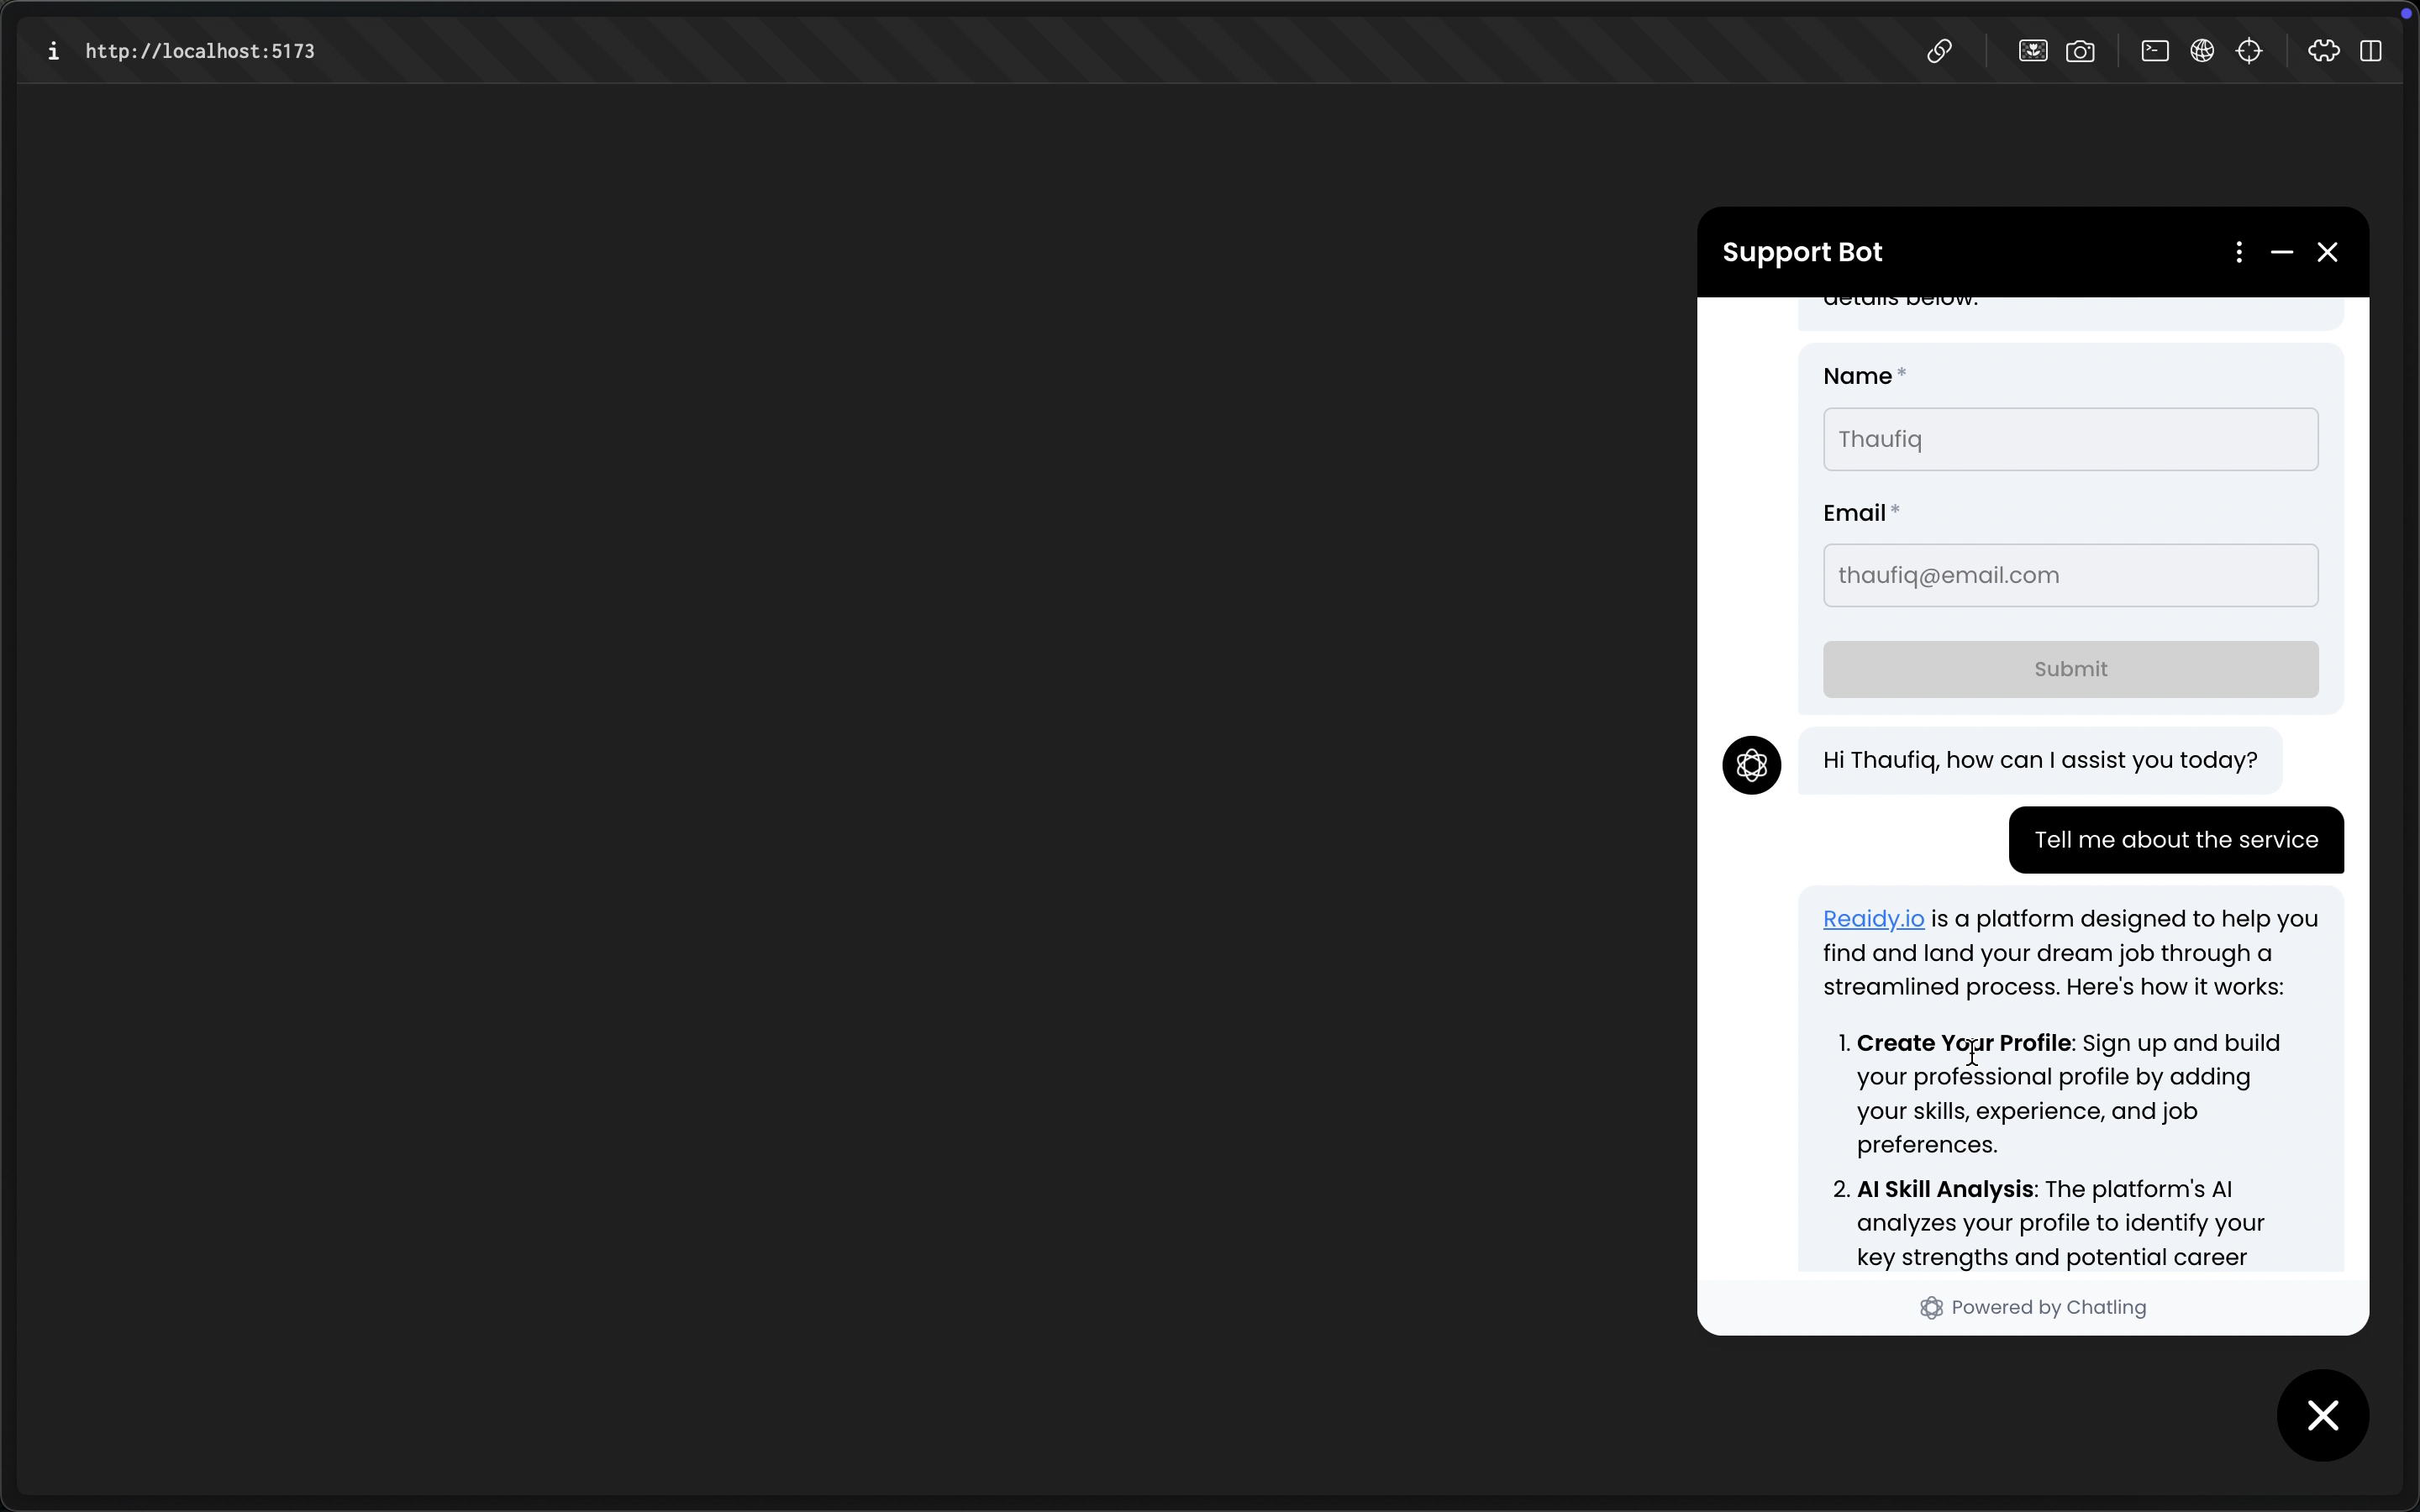 http://localhost:5173
Support Bot
details below.
Name *
Thaufiq
Email *
thaufiq@email.com
Submit
Hi Thaufiq, how can I assist you today?
Tell me about the service
Reaidy.io is a platform designed to help you
find and land your dream job through a
streamlined process. Here's how it works:
1. Create Your Profile: Sign up and build
your professional profile by adding
your skills, experience, and job
preferences.
2. AI Skill Analysis: The platform's AI
analyzes your profile to identify your
key strengths and potential career
Powered by Chatling